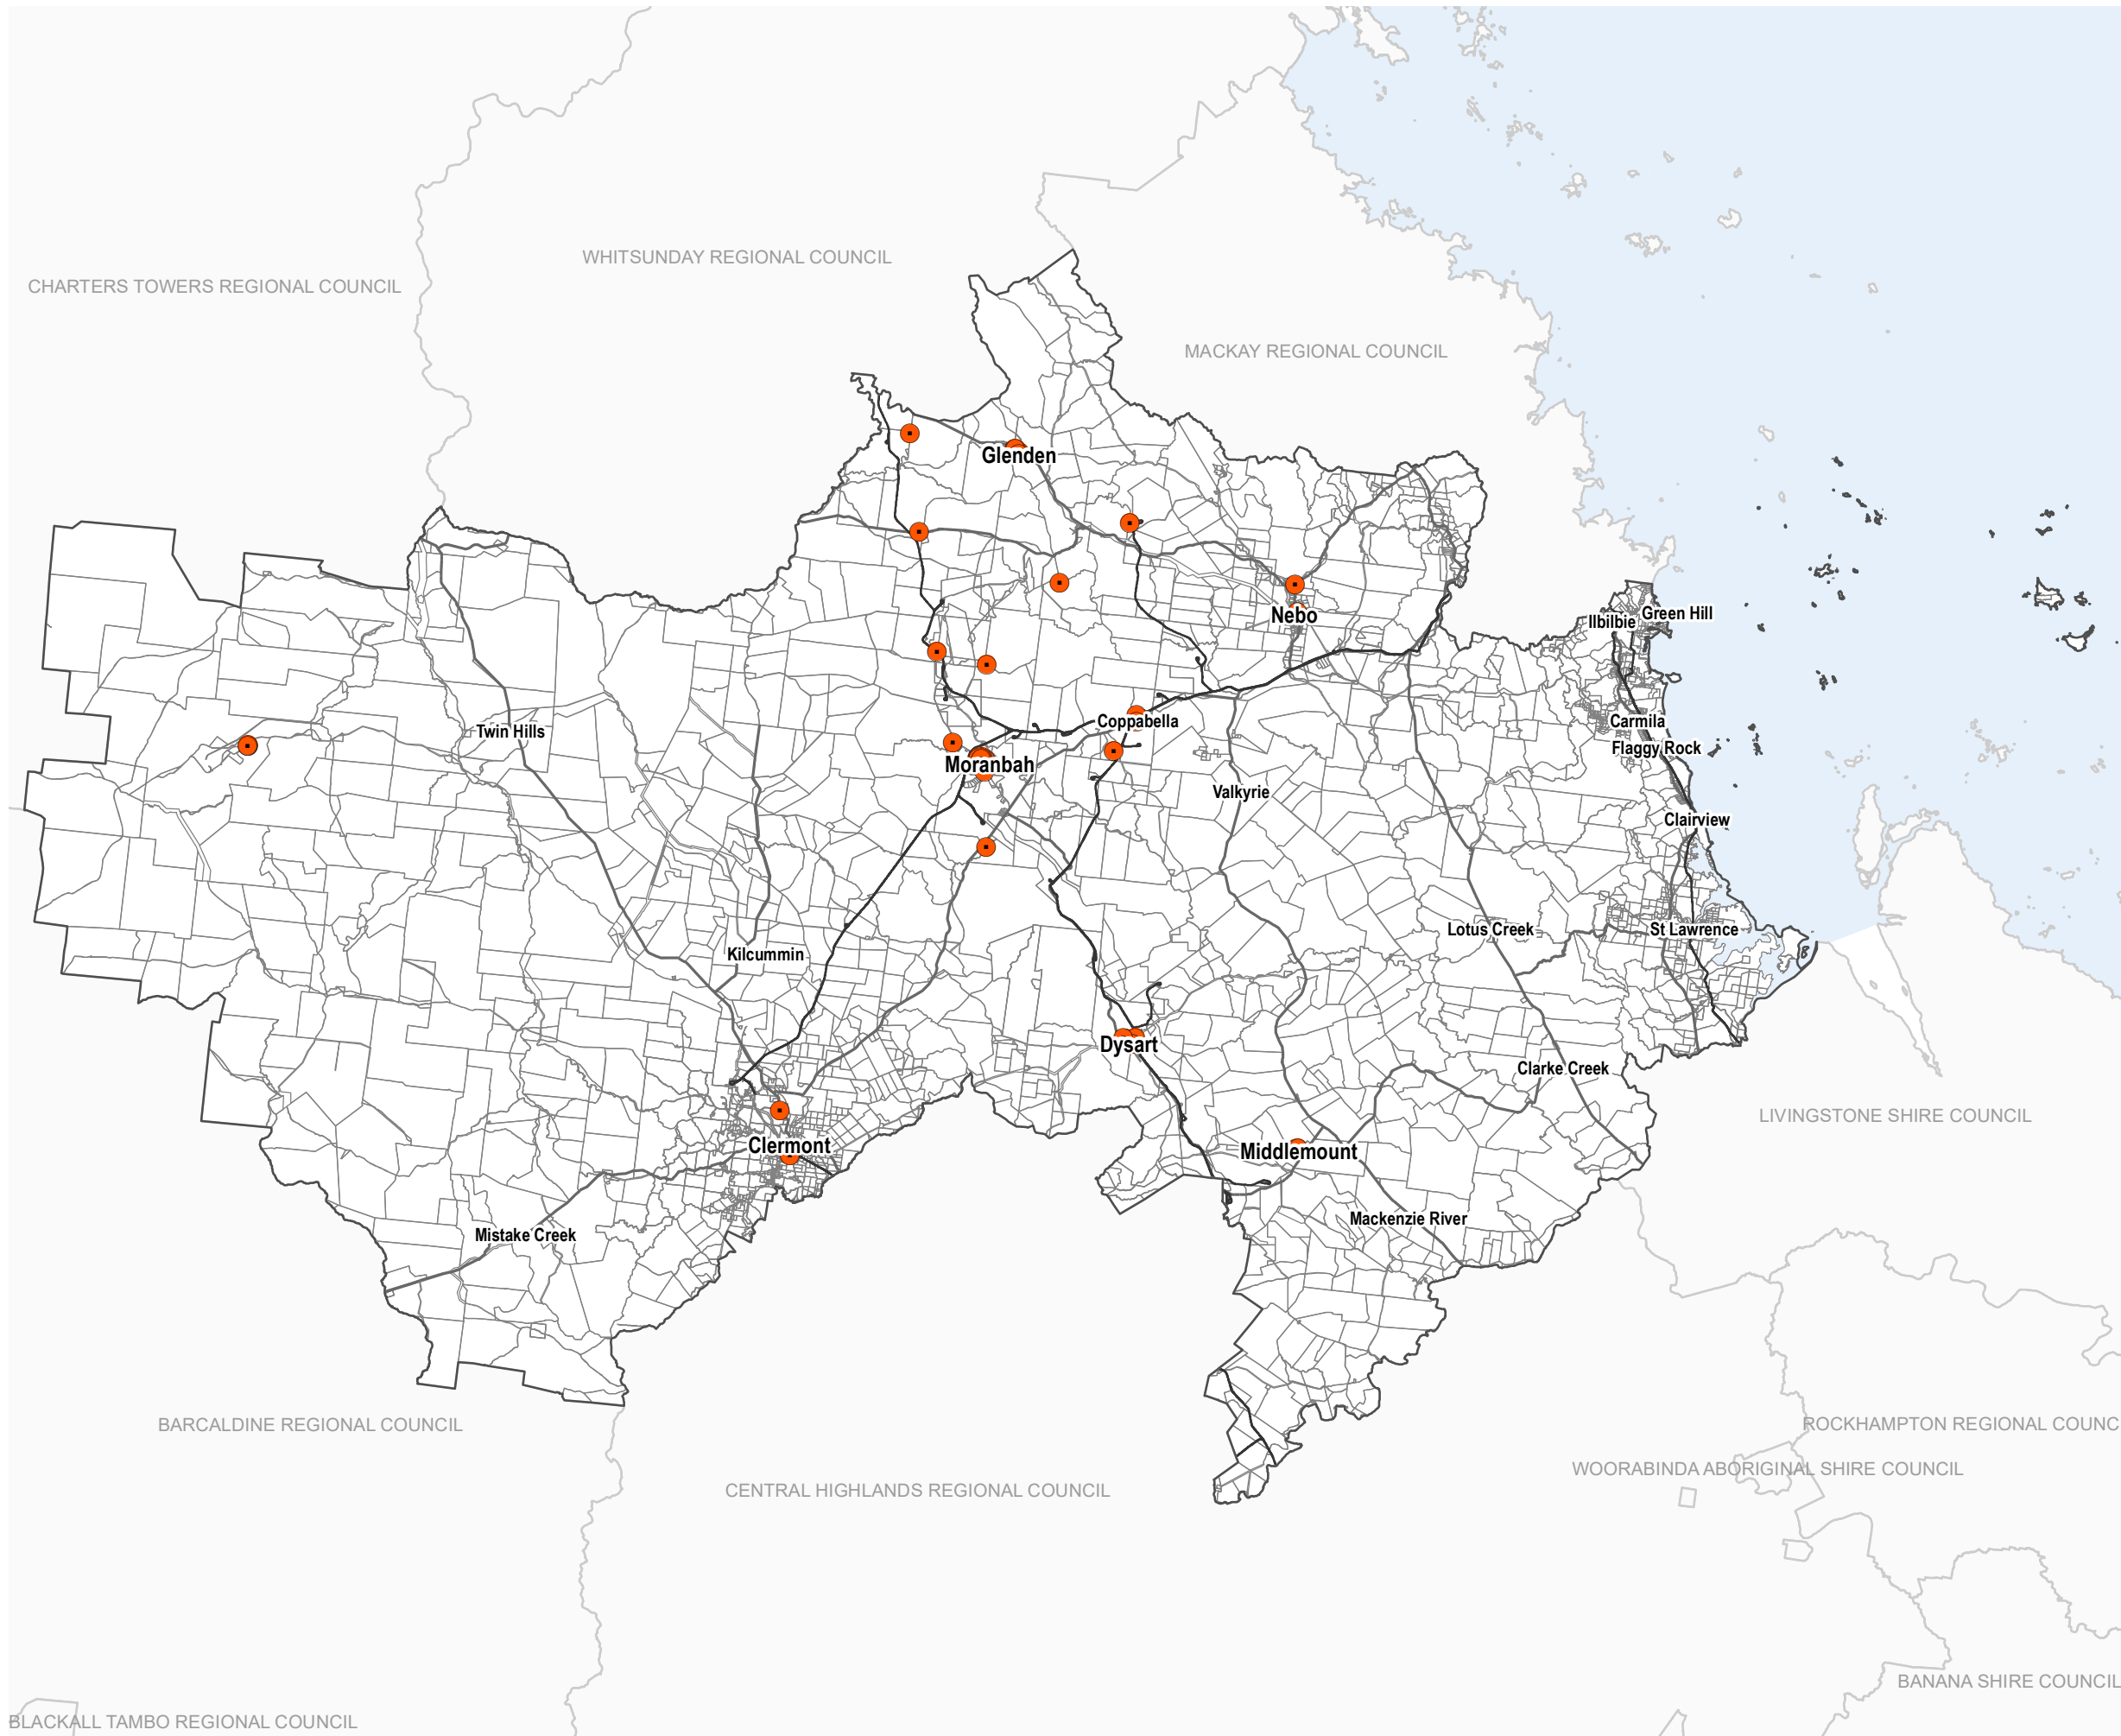 WHITSUNDAY REGIONAL COUNCIL
CHARTERS TOWERS REGIONAL COUNCIL
MACKAY REGIONAL COUNCIL
Glenden
Nebo
Green Hill
Ilbilbie
Coppabella
Carmila
Twin Hills
Flaggy Rock
Moranbah
Valkyrie
Clairview
Lotus Creek
St Lawrence
Kilcummin
Dysart
Clarke Creek
LIVINGSTONE SHIRE COUNCIL
Clermont
Middlemount
Mackenzie River
Mistake Creek
BARCALDINE REGIONAL COUNCIL
ROCKHAMPTON REGIONAL COUNC
WOORABINDA ABORIGINAL SHIRE COUNCIL
CENTRAL HIGHLANDS REGIONAL COUNCIL
BANANA SHIRE COUNCIL
BLACKALL TAMBO REGIONAL COUNCIL